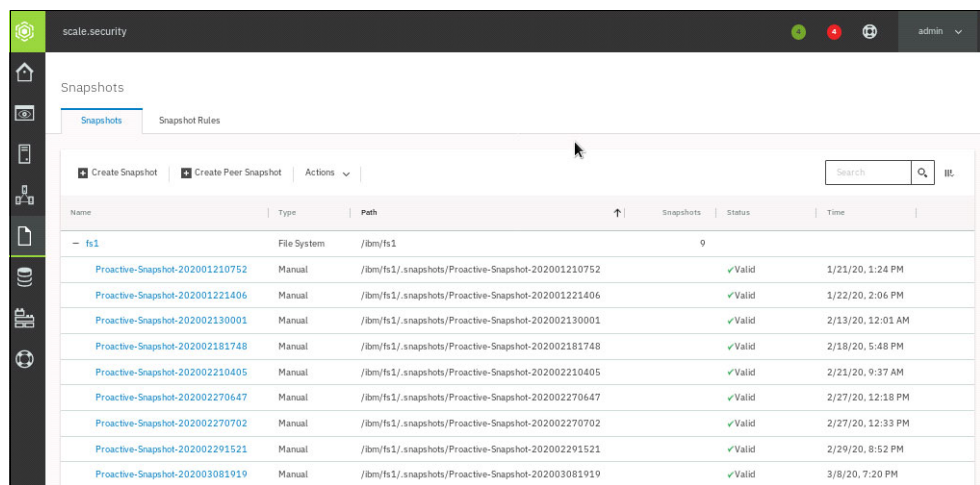 scale.security 4 4 admin
Snapshots
Snapshots Snapshot Rules
Create Snapshot Create Peer Snapshot Actions Search
Name Type Path Snapshots Status Time
fs1 File System /ibm/fs1 9
Proactive-Snapshot-202001210752 Manual /ibm/fs1/.snapshots/Proactive-Snapshot-202001210752 ✔Valid 1/21/20, 1:24 PM
Proactive-Snapshot-202001221406 Manual /ibm/fs1/.snapshots/Proactive-Snapshot-202001221406 ✔Valid 1/22/20, 2:06 PM
Proactive-Snapshot-202002130001 Manual /ibm/fs1/.snapshots/Proactive-Snapshot-202002130001 ✔Valid 2/13/20, 12:01 AM
Proactive-Snapshot-202002181748 Manual /ibm/fs1/.snapshots/Proactive-Snapshot-202002181748 ✔Valid 2/18/20, 5:48 PM
Proactive-Snapshot-202002210405 Manual /ibm/fs1/.snapshots/Proactive-Snapshot-202002210405 ✔Valid 2/21/20, 9:37 AM
Proactive-Snapshot-202002270647 Manual /ibm/fs1/.snapshots/Proactive-Snapshot-202002270647 ✔Valid 2/27/20, 12:18 PM
Proactive-Snapshot-202002270702 Manual /ibm/fs1/.snapshots/Proactive-Snapshot-202002270702 ✔Valid 2/27/20, 12:33 PM
Proactive-Snapshot-202002291521 Manual /ibm/fs1/.snapshots/Proactive-Snapshot-202002291521 ✔Valid 2/29/20, 8:52 PM
Proactive-Snapshot-202003081919 Manual /ibm/fs1/.snapshots/Proactive-Snapshot-202003081919 ✔Valid 3/8/20, 7:20 PM